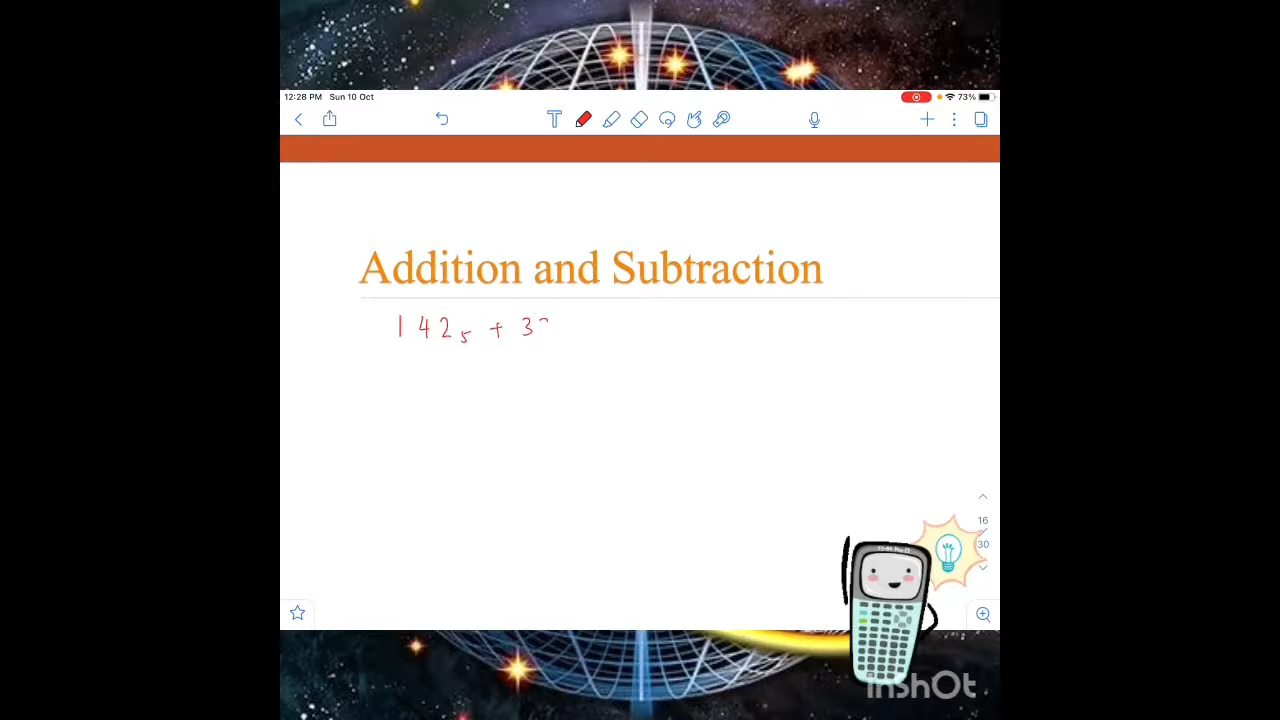 12:28 PM Sun 10 Oct
73%
Addition and Subtraction
142₅ + 3
16
30
InShOt